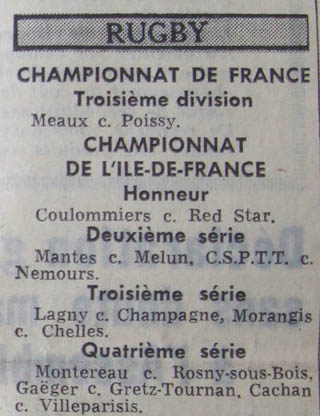 RUGBY
CHAMPIONNAT DE FRANCE
Troisième division
Meaux c. Poissy.
CHAMPIONNAT
DE L'ILE-DE-FRANCE
Honneur
Coulommiers c. Red Star.
Deuxième série
Mantes c. Melun, C.S.P.T.T. c.
Nemours.
Troisième série
Lagny c. Champagne, Morangis
c. Chelles.
Quatrième série
Montereau c. Rosny-sous-Bois,
Gaëger c. Gretz-Tournan, Cachan
c. Villeparisis.